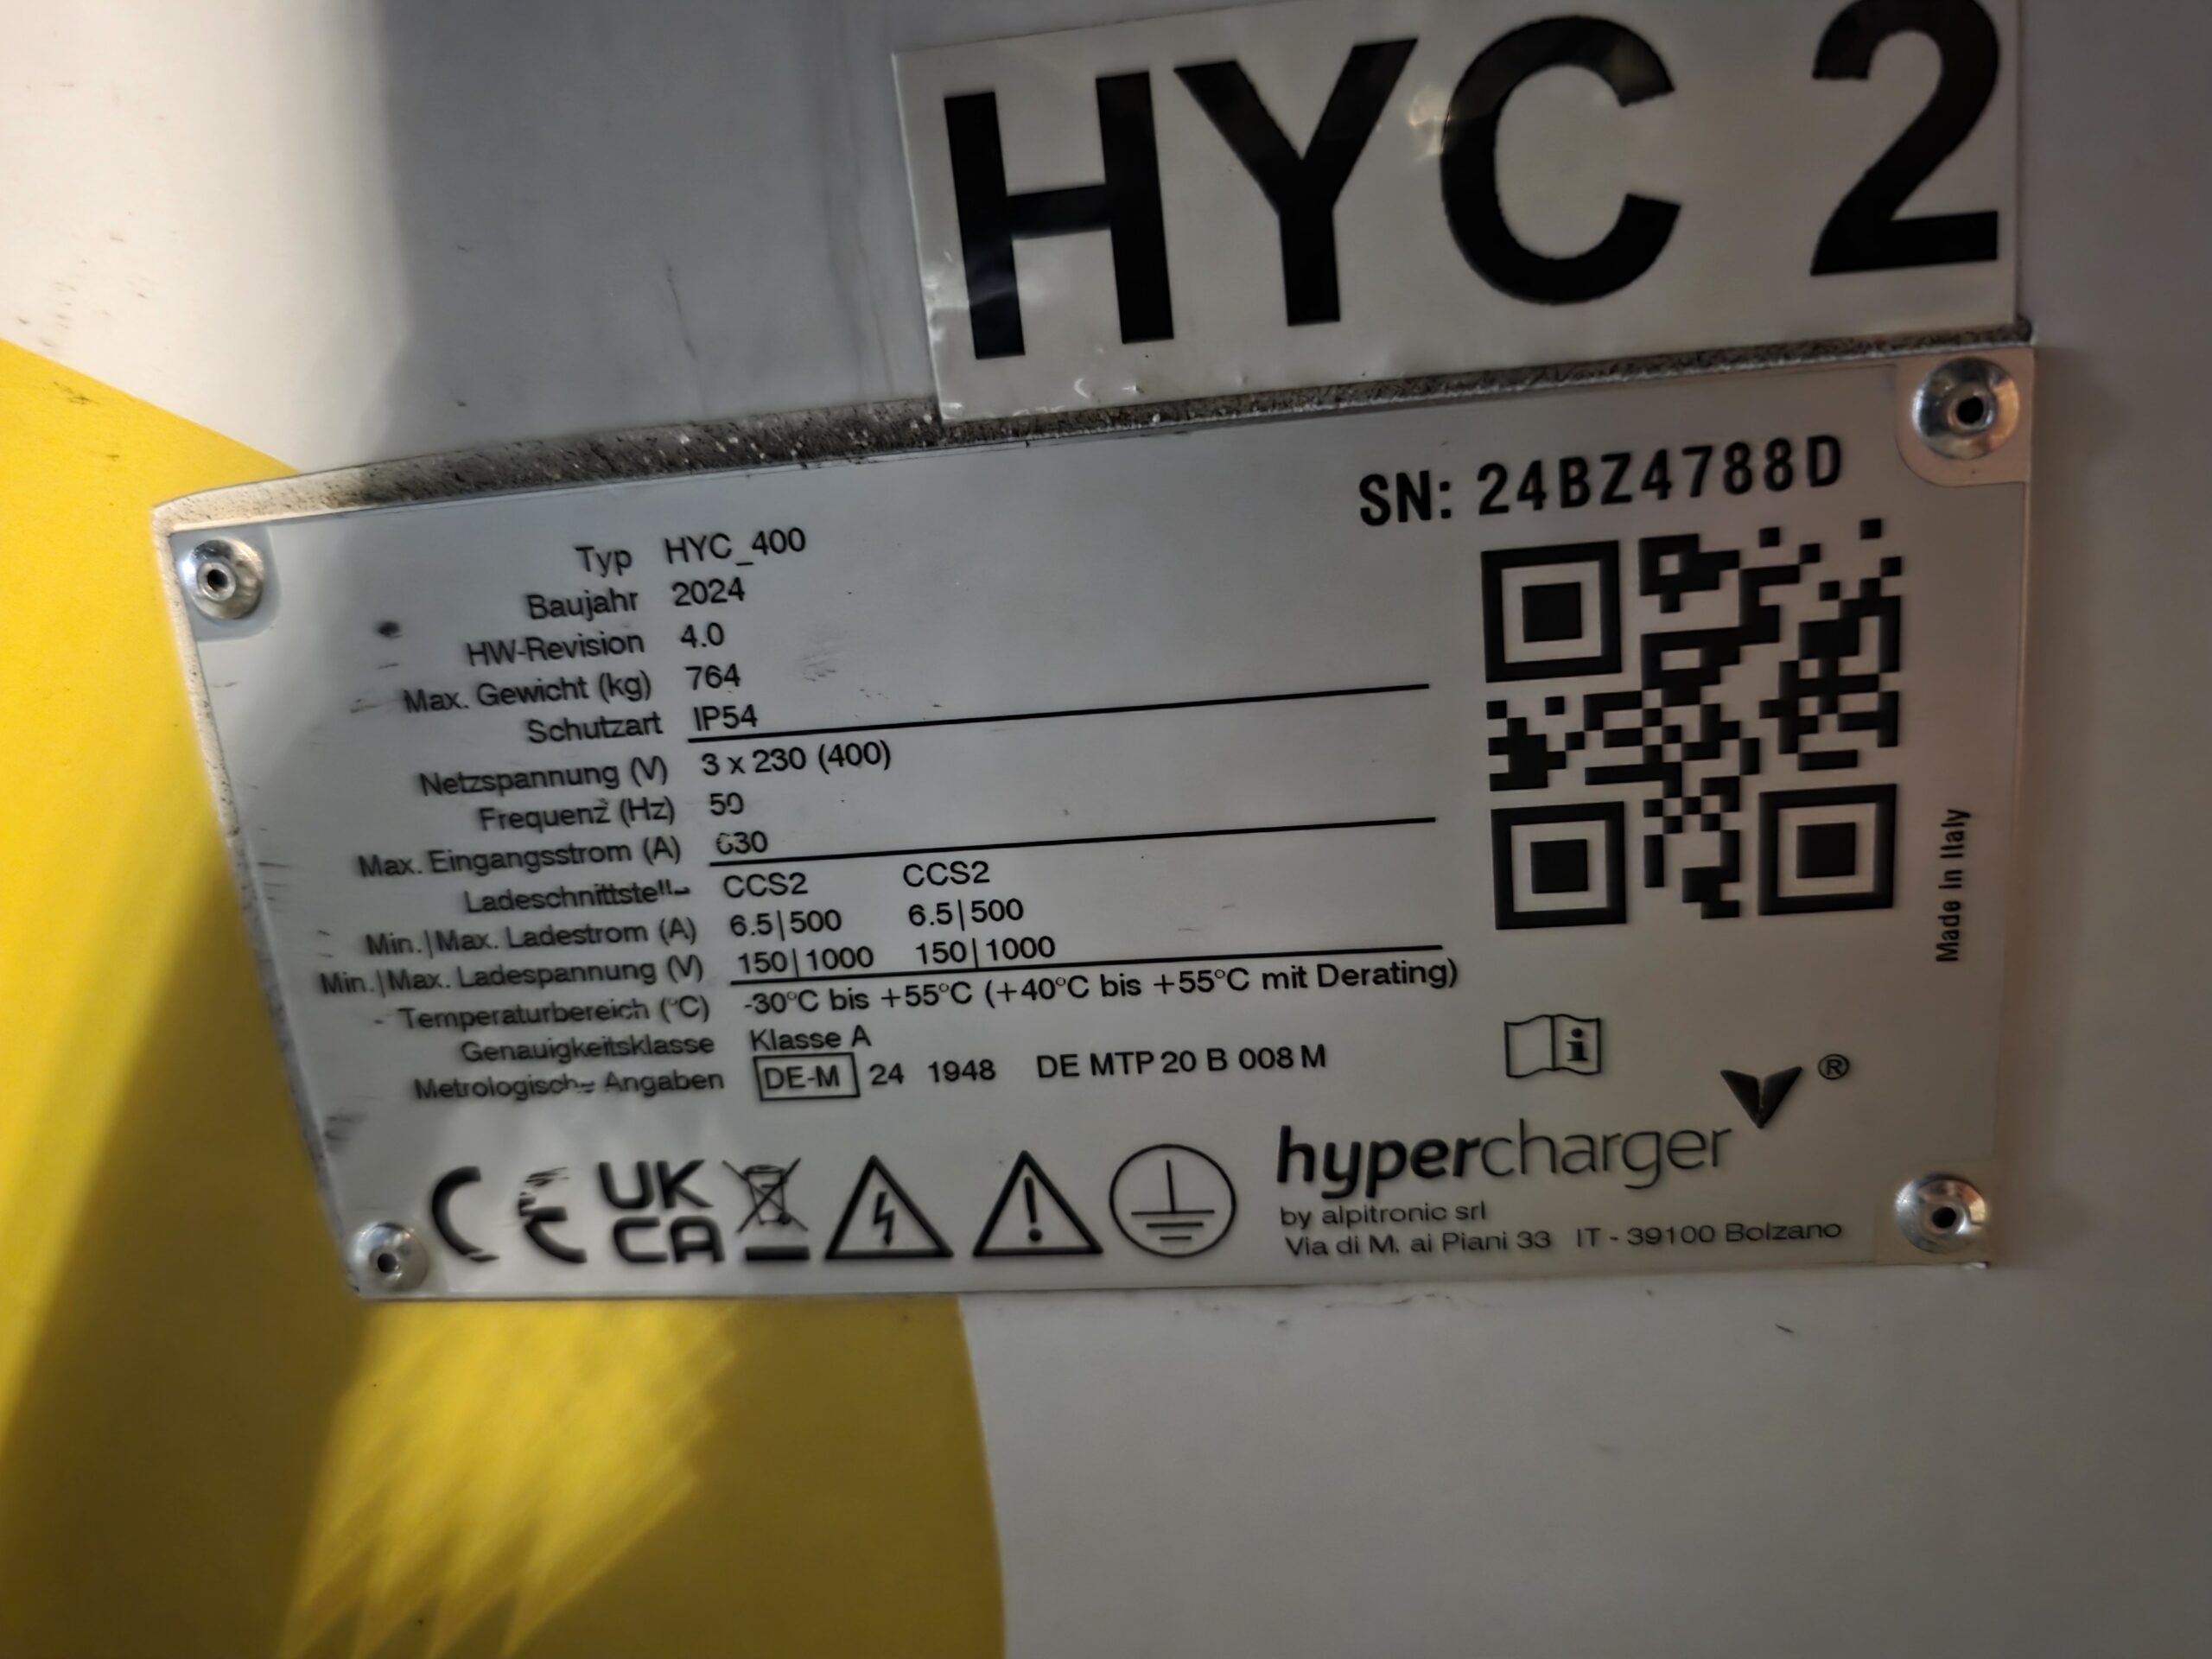 HYC 2
SN: 24BZ4788D
Typ HYC_400
Baujahr 2024
HW-Revision 4.0
Max. Gewicht (kg) 764
Schutzart IP54
Netzspannung (V) 3 x 230 (400)
Frequenz (Hz) 50
Max. Eingangsstrom (A) 630
Ladeschnittstelle CCS2 CCS2
Min.|Max. Ladestrom (A) 6.5|500 6.5|500
Min.|Max. Ladespannung (V) 150|1000 150|1000
Temperaturbereich (°C) -30°C bis +55°C (+40°C bis +55°C mit Derating)
Genauigkeitsklasse Klasse A
Metrologische Angaben DE-M 24 1948 DE MTP 20 B 008 M
Made in Italy
CE UK
CA
hypercharger ®
by alpitronic srl
Via di M. ai Piani 33 IT - 39100 Bolzano